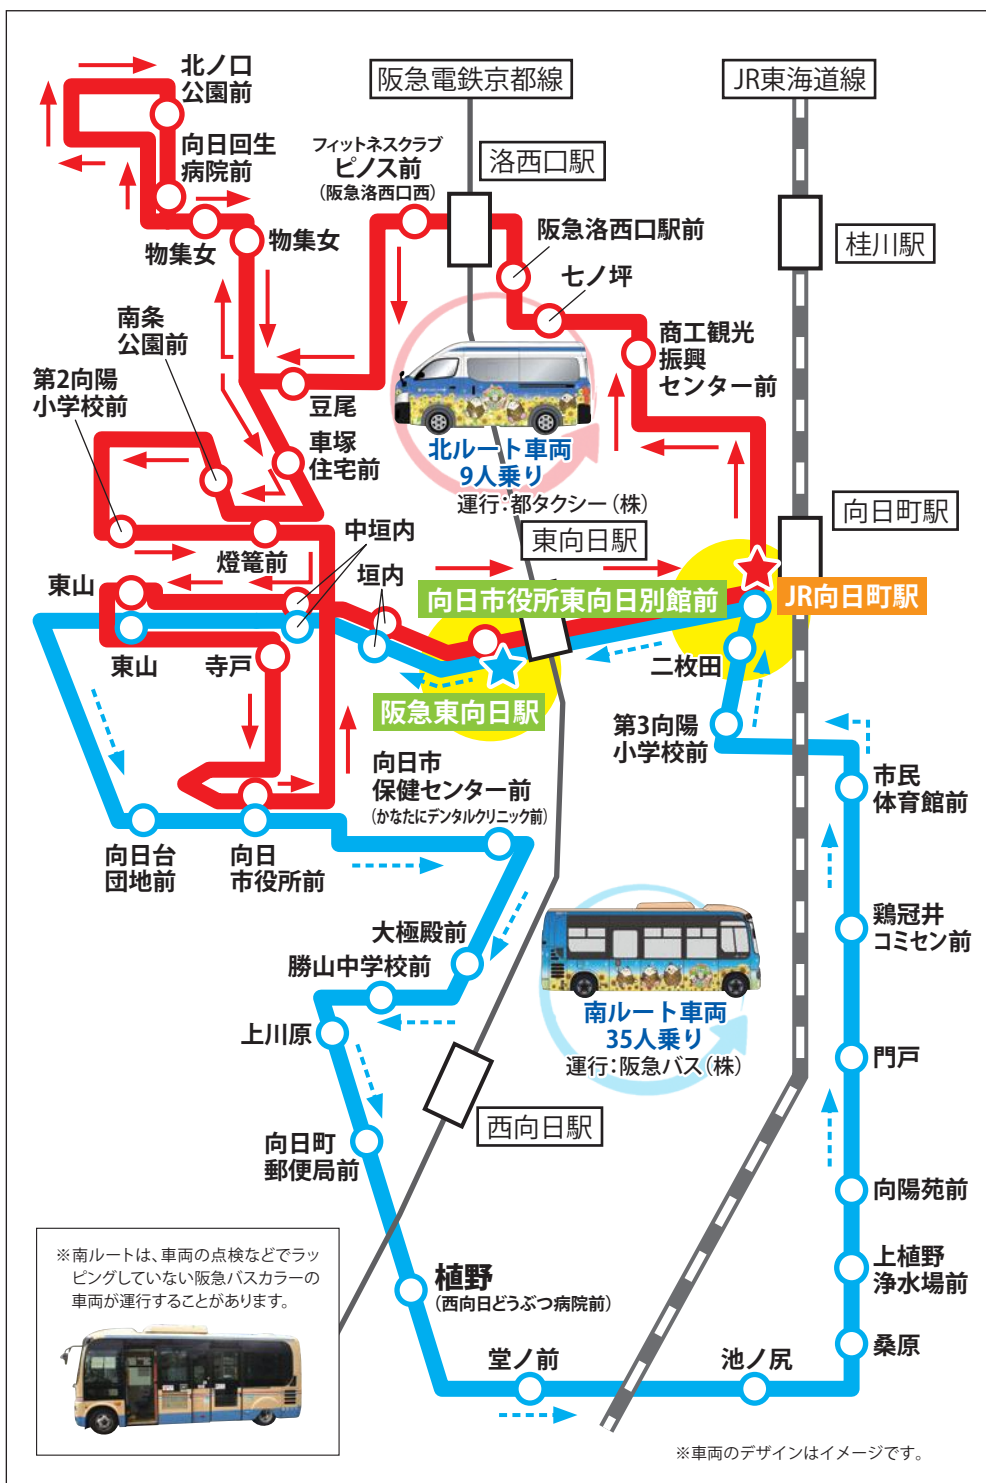 北ノ口
公園前
阪急電鉄京都線
JR東海道線
向日回生
病院前
フィットネスクラブ
ピノス前
(阪急洛西口西)
洛西口駅
物集女
物集女
阪急洛西口駅前
桂川駅
七ノ坪
南条
公園前
商工観光
振興
センター前
第2向陽
小学校前
豆尾
車塚
住宅前
北ルート車両
9人乗り
運行:都タクシー(株)
向日町駅
中垣内
東向日駅
燈篭前
東山
垣内
向日市役所東向日別館前
JR向日町駅
東山
寺戸
二枚田
阪急東向日駅
第3向陽
小学校前
向日市
保健センター前
(かなたにデンタルクリニック前)
市民
体育館前
向日台
団地前
向日
市役所前
鶏冠井
コミセン前
大極殿前
勝山中学校前
南ルート車両
35人乗り
運行:阪急バス(株)
上川原
門戸
西向日駅
向日町
郵便局前
向陽苑前
※南ルートは、車両の点検などでラッ
ピングしていない阪急バスカラーの
車両が運行することがあります。
上植野
浄水場前
植野
(西向日どうぶつ病院前)
桑原
堂ノ前
池ノ尻
※車両のデザインはイメージです。